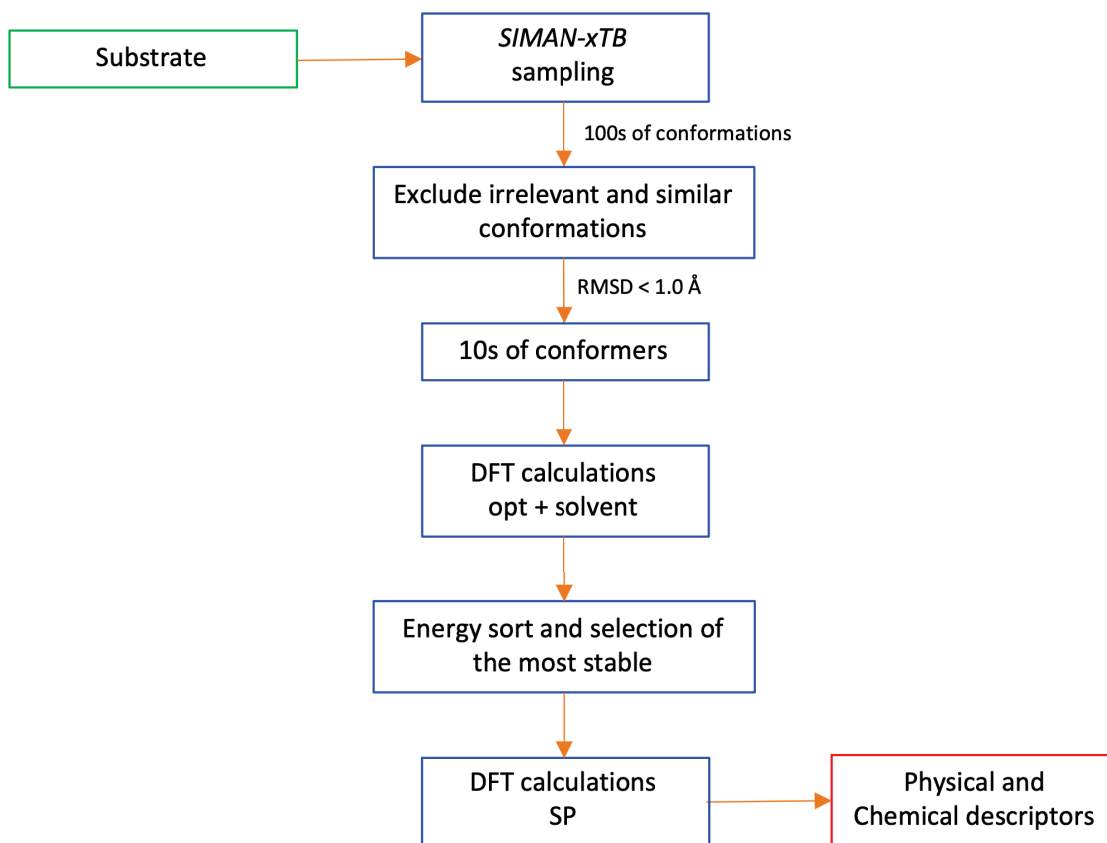 Substrate
SIMAN-xTB
sampling
100s of conformations
Exclude irrelevant and similar
conformations
RMSD < 1.0 Å
10s of conformers
DFT calculations
opt + solvent
Energy sort and selection of
the most stable
DFT calculations
SP
Physical and
Chemical descriptors